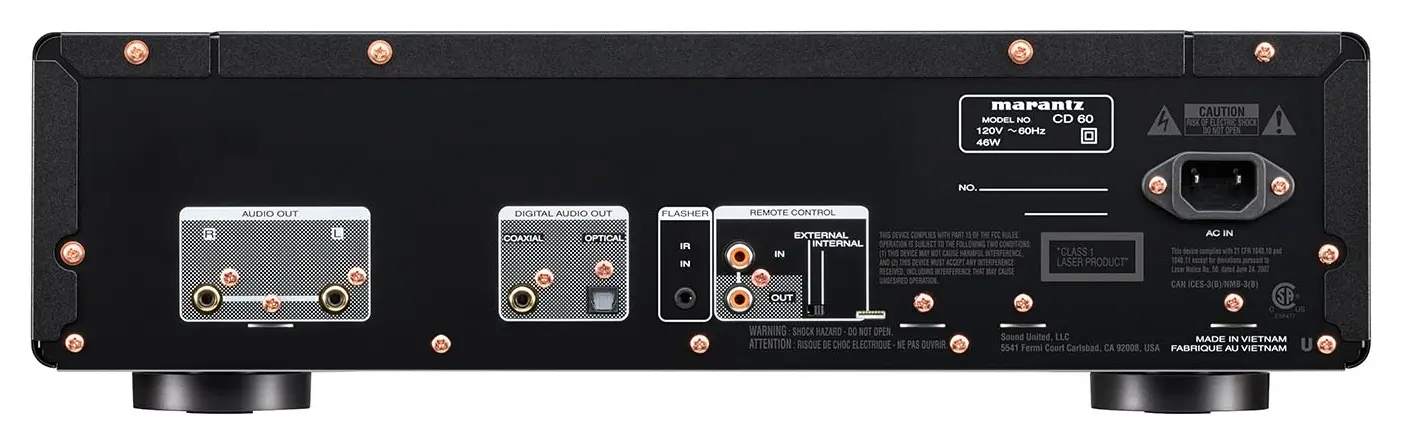 marantz
MODEL NO. CD 60
120V ~60Hz
46W
CAUTION
RISK OF ELECTRIC SHOCK
DO NOT OPEN
NO.
AC IN
AUDIO OUT
R
L
DIGITAL AUDIO OUT
COAXIAL
OPTICAL
FLASHER
IR
IN
REMOTE CONTROL
EXTERNAL
INTERNAL
IN
OUT
THIS DEVICE COMPLIES WITH PART 15 OF THE FCC RULES.
OPERATION IS SUBJECT TO THE FOLLOWING TWO CONDITIONS:
(1) THIS DEVICE MAY NOT CAUSE HARMFUL INTERFERENCE,
AND (2) THIS DEVICE MUST ACCEPT ANY INTERFERENCE
RECEIVED, INCLUDING INTERFERENCE THAT MAY CAUSE
UNDESIRED OPERATION.
"CLASS 1
LASER PRODUCT"
This device complies with 21 CFR 1040.10 and
1040.11 except for deviations pursuant to
Laser Notice No. 50, dated June 24, 2007
CAN ICES-3(B)/NMB-3(B)
C US
WARNING : SHOCK HAZARD - DO NOT OPEN.
ATTENTION : RISQUE DE CHOC ELECTRIQUE - NE PAS OUVRIR.
Sound United, LLC
5541 Fermi Court Carlsbad, CA 92008, USA
MADE IN VIETNAM
FABRIQUE AU VIETNAM
U